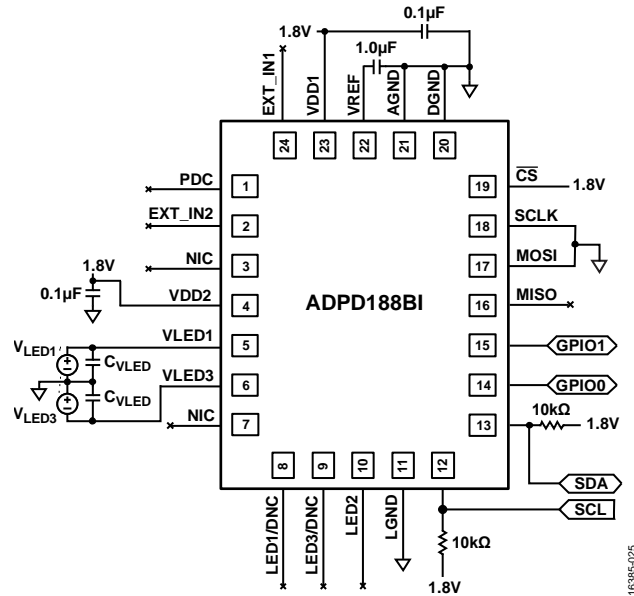 0.1µF
1.8V
1.0µF
EXT_IN1
VDD1
VREF
AGND
DGND
24
23
22
21
20
PDC
1
EXT_IN2
2
NIC
3
1.8V
0.1µF
VDD2
4
VLED1
5
VLED1
CVLED
VLED3
6
CVLED
VLED3
NIC
7
ADPD188BI
19
CS
1.8V
18
SCLK
17
MOSI
16
MISO
15
GPIO1
14
GPIO0
13
10kΩ
1.8V
SDA
SCL
8
9
10
11
12
LED1/DNC
LED3/DNC
LED2
LGND
10kΩ
1.8V
16385-025